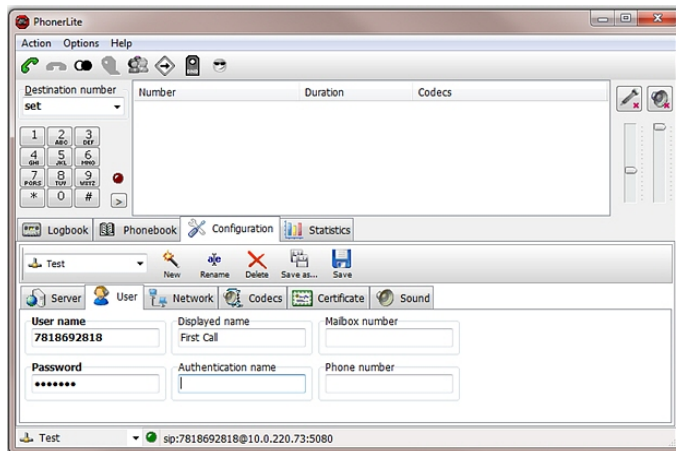 PhonerLite
Action Options Help
Destination number
set
Number Duration Codecs
1 2 ABC 3 DEF
4 GHI 5 JKL 6 MNO
7 PQRS 8 TUV 9 WXYZ
* 0 # >
Logbook Phonebook Configuration Statistics
Test
New Rename Delete Save as... Save
Server User Network Codecs Certificate Sound
User name Displayed name Mailbox number
7818692818 First Call
Password Authentication name Phone number
•••••••
Test sip:7818692818@10.0.220.73:5080